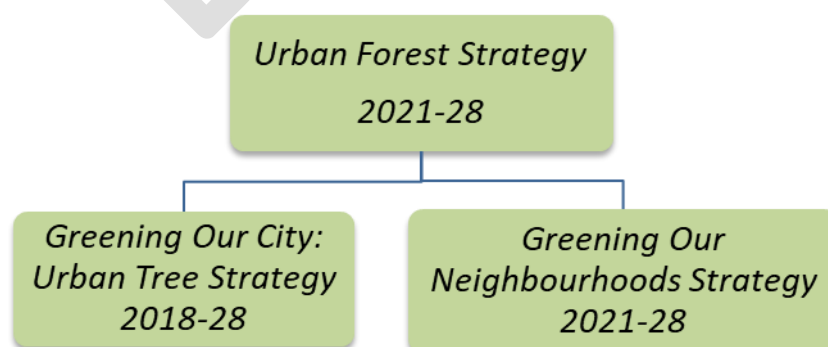 Urban Forest Strategy
2021-28
Greening Our City:
Urban Tree Strategy
2018-28
Greening Our
Neighbourhoods Strategy
2021-28